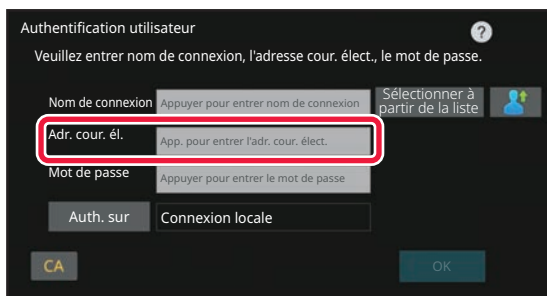 Authentification utilisateur
?
Veuillez entrer nom de connexion, l'adresse cour. élect., le mot de passe.
Nom de connexion Appuyer pour entrer nom de connexion Sélectionner à
partir de la liste
Adr. cour. él. App. pour entrer l'adr. cour. élect.
Mot de passe Appuyer pour entrer le mot de passe
Auth. sur Connexion locale
CA OK